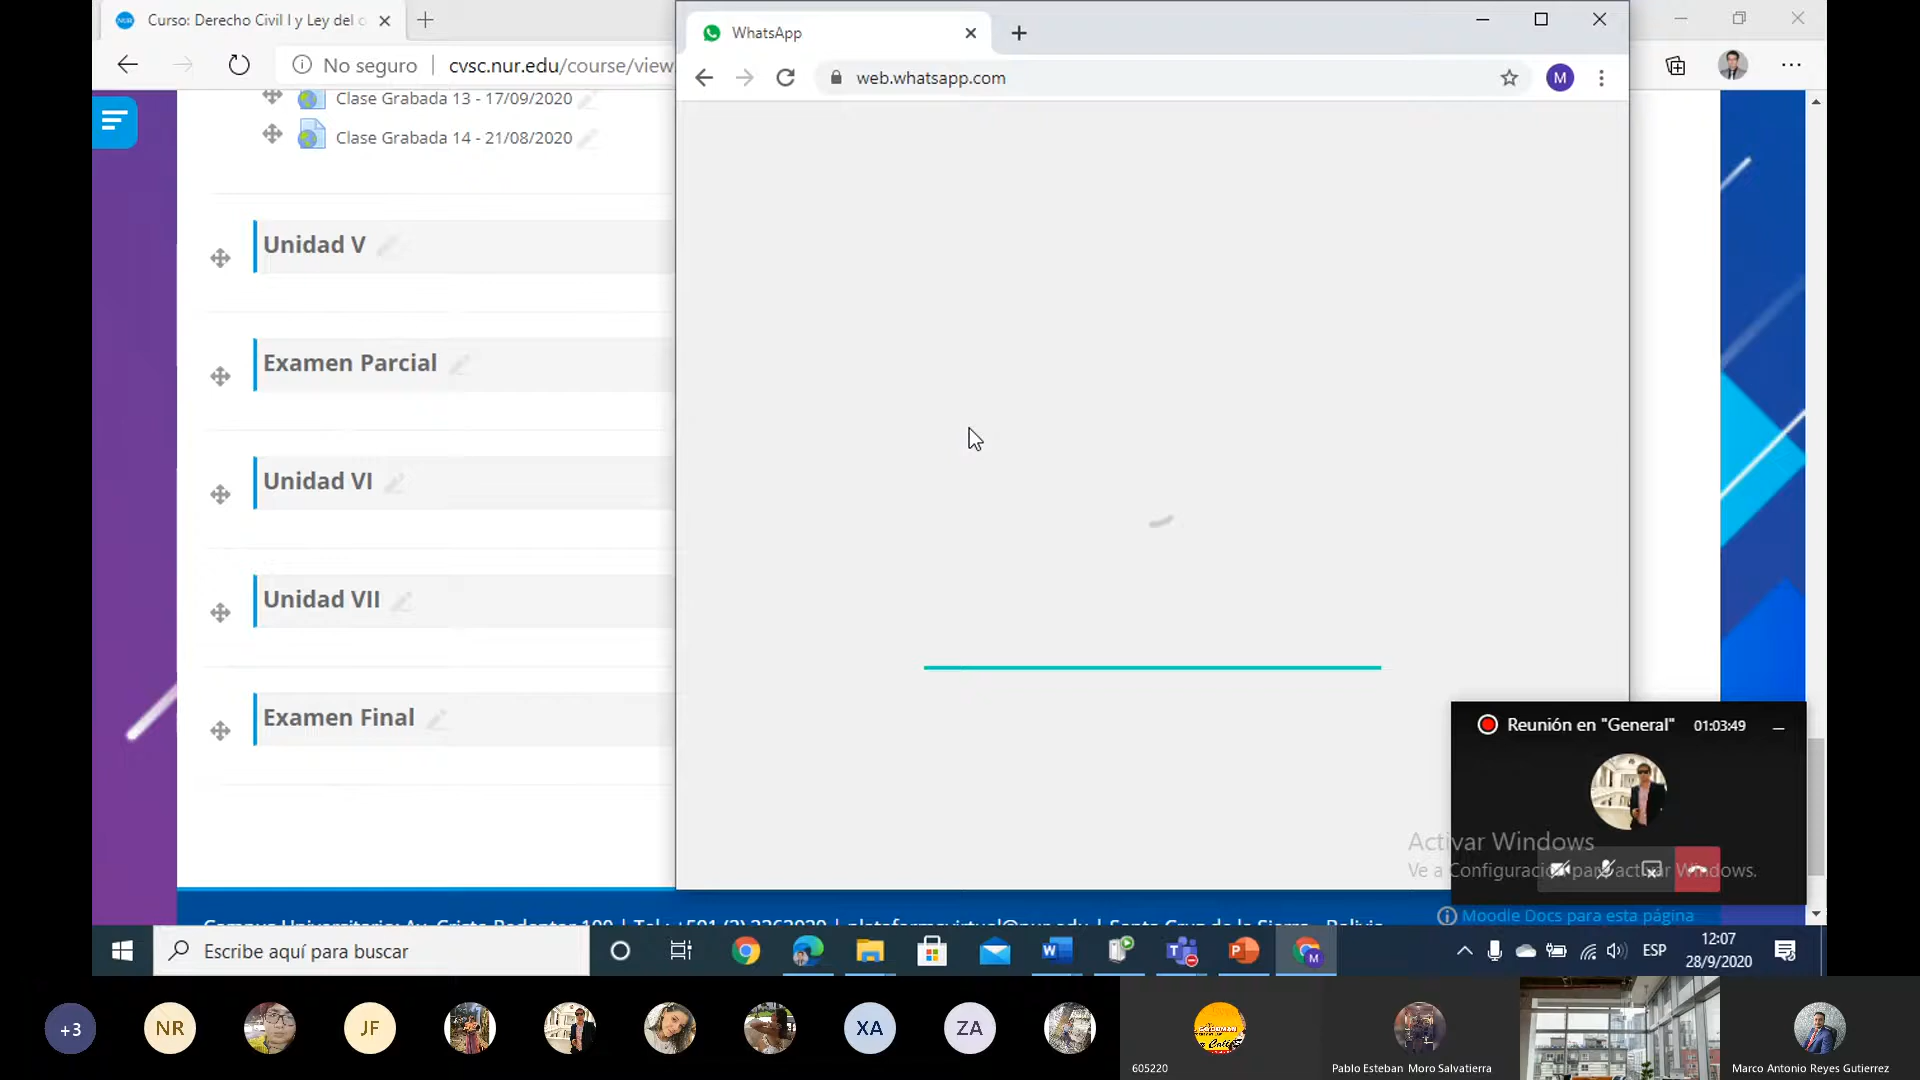 Curso: Derecho Civil I y Ley del
WhatsApp
No seguro
cvsc.nur.edu/course/view.
web.whatsapp.com
M
Clase Grabada 13 - 17/09/2020
Clase Grabada 14 - 21/08/2020
Unidad V
Examen Parcial
Unidad VI
Unidad VII
Examen Final
Reunión en "General" 01:03:49
Activar Windows
Ve a Configuración para activar Windows.
Moodle Docs para esta página
Escribe aquí para buscar
ESP
12:07
28/9/2020
+3
NR
JF
XA
ZA
605220
Pablo Esteban Moro Salvatierra
Marco Antonio Reyes Gutierrez